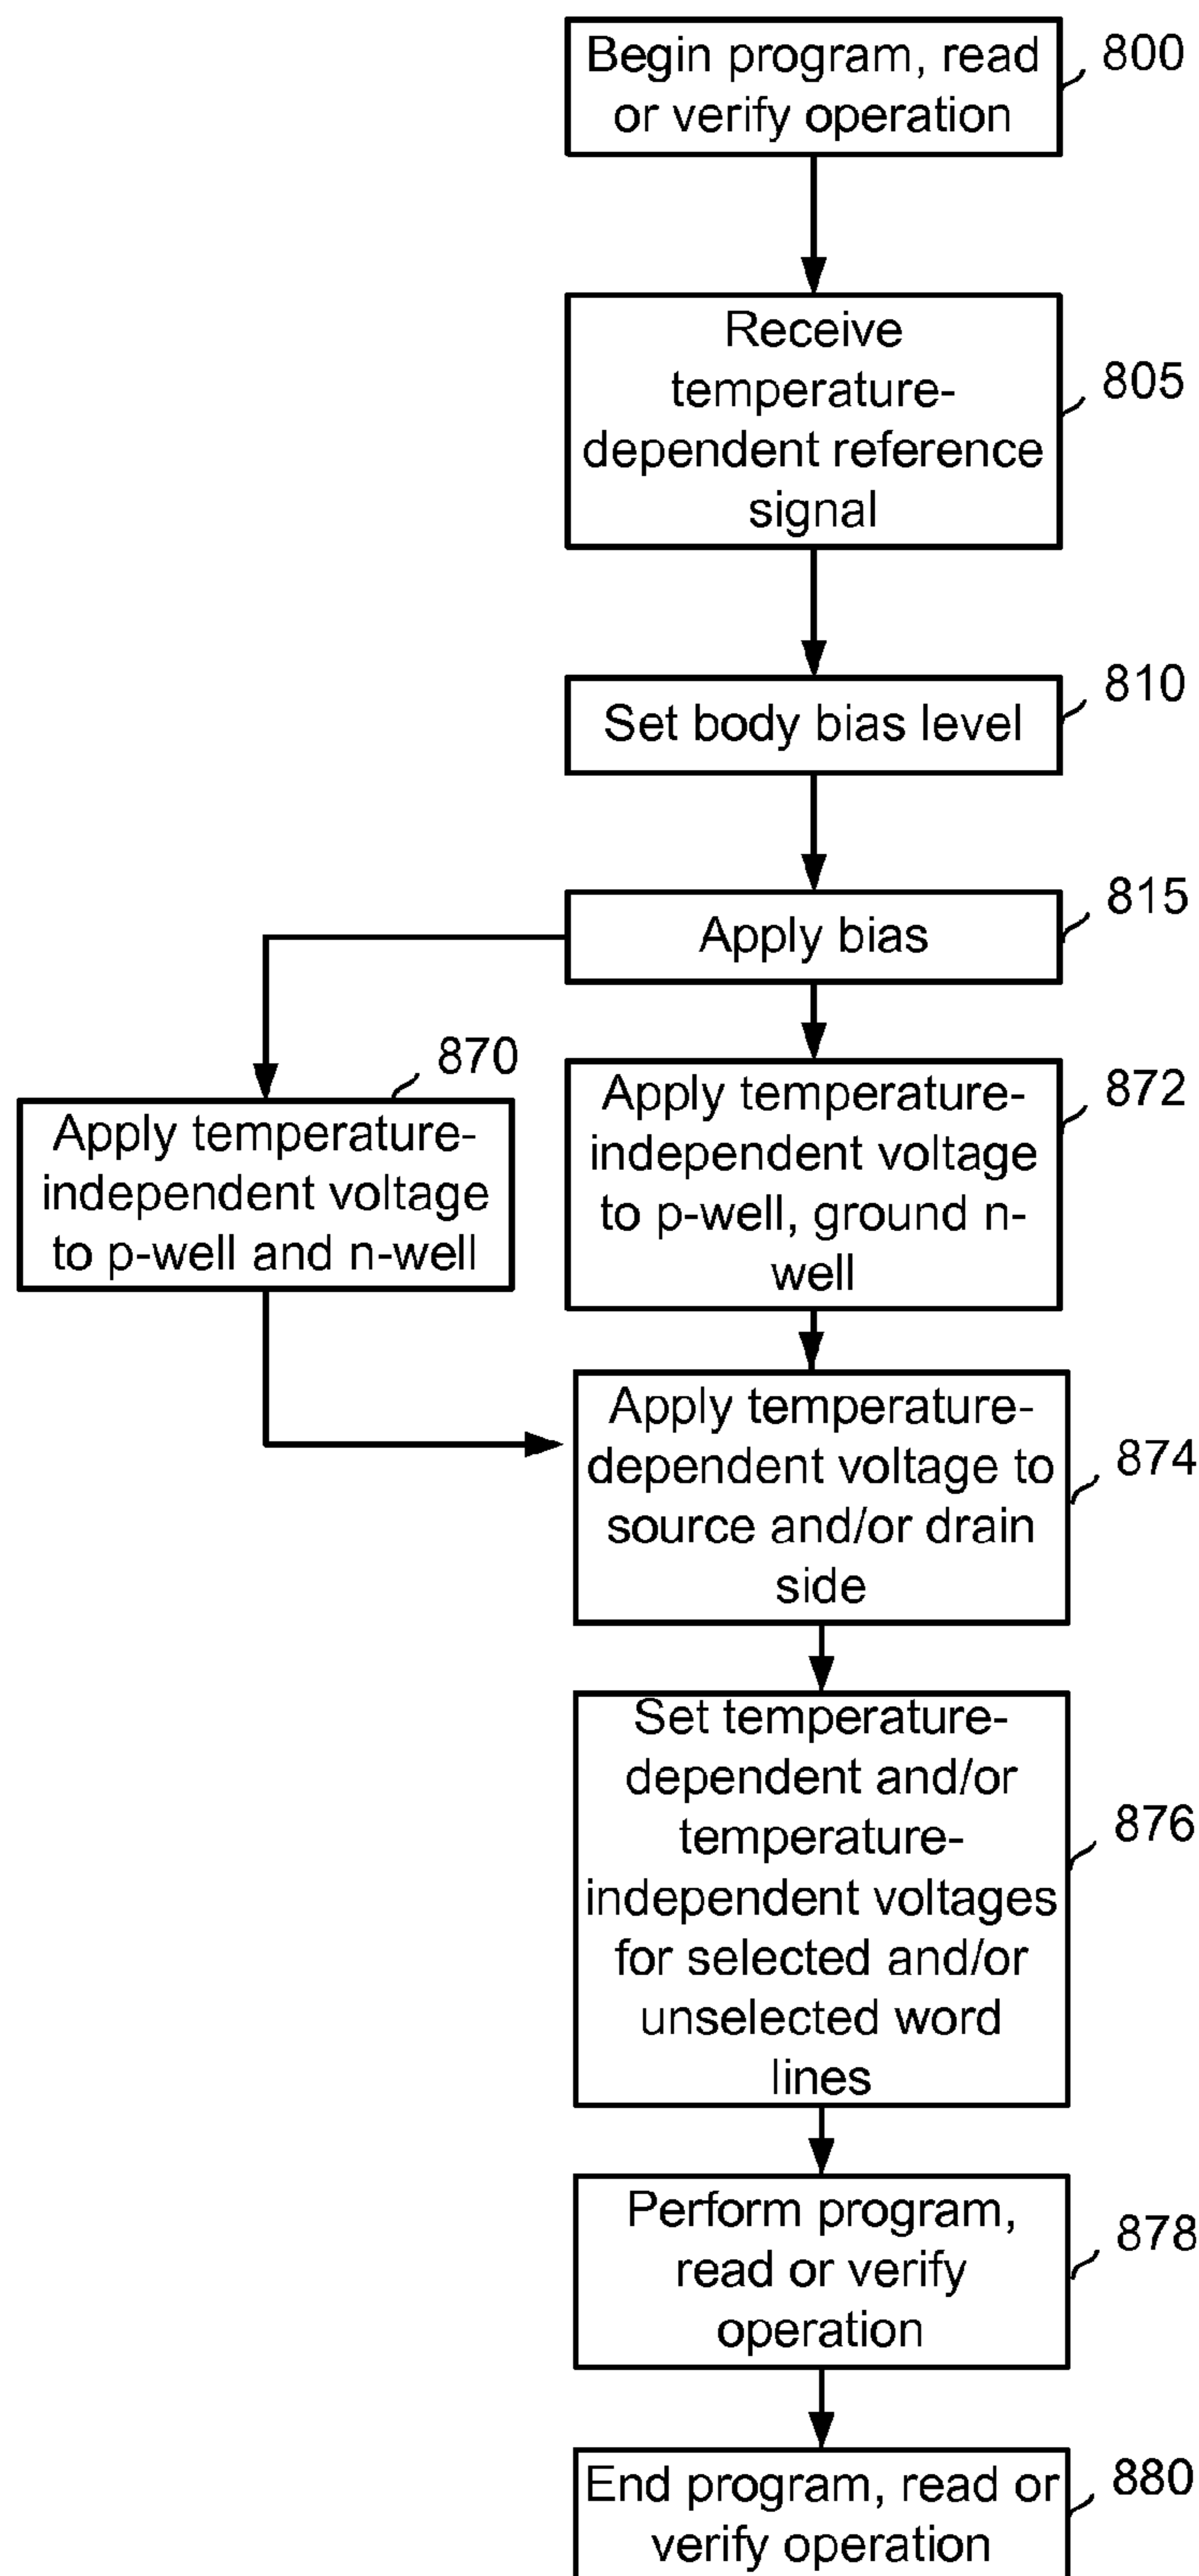 Begin program, read
or verify operation
800
Receive
temperature-
dependent reference
signal
805
Set body bias level
810
Apply bias
815
870
Apply temperature-
independent voltage
to p-well and n-well
Apply temperature-
independent voltage
to p-well, ground n-
well
872
Apply temperature-
dependent voltage to
source and/or drain
side
874
Set temperature-
dependent and/or
temperature-
independent voltages
for selected and/or
unselected word
lines
876
Perform program,
read or verify
operation
878
End program, read or
verify operation
880